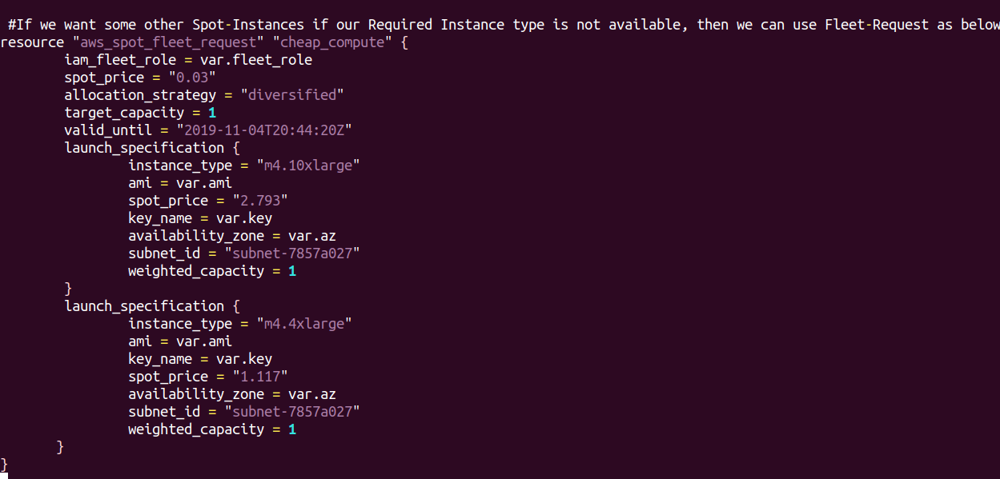 #If we want some other Spot-Instances if our Required Instance type is not available, then we can use Fleet-Request as below
resource "aws_spot_fleet_request" "cheap_compute" {
        iam_fleet_role = var.fleet_role
        spot_price = "0.03"
        allocation_strategy = "diversified"
        target_capacity = 1
        valid_until = "2019-11-04T20:44:20Z"
        launch_specification {
                instance_type = "m4.10xlarge"
                ami = var.ami
                spot_price = "2.793"
                key_name = var.key
                availability_zone = var.az
                subnet_id = "subnet-7857a027"
                weighted_capacity = 1
        }
        launch_specification {
                instance_type = "m4.4xlarge"
                ami = var.ami
                key_name = var.key
                spot_price = "1.117"
                availability_zone = var.az
                subnet_id = "subnet-7857a027"
                weighted_capacity = 1
       }
}